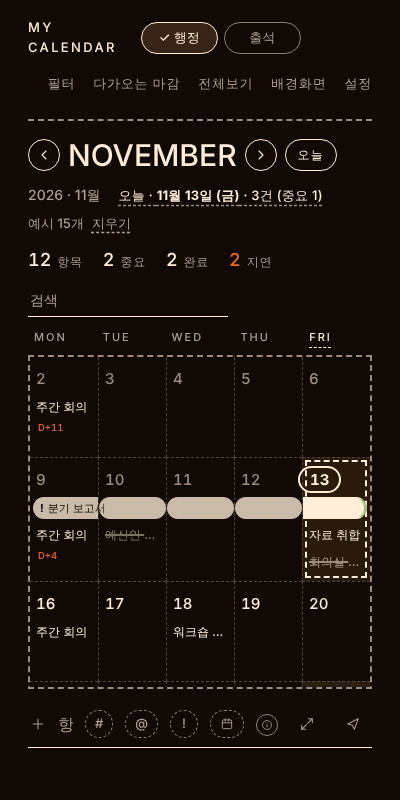 MY
CALENDAR
행정
출석
필터 다가오는 마감 전체보기 배경화면 설정
NOVEMBER
오늘
2026 · 11월 오늘 · 11월 13일 (금) · 3건 (중요 1)
예시 15개 지우기
12 항목 2 중요 2 완료 2 지연
검색
MON TUE WED THU FRI
2 3 4 5 6
주간 회의
D+11
9 10 11 12 13
! 분기 보고서
주간 회의 예산안 ... 자료 취합
D+4 회의실 ...
16 17 18 19 20
주간 회의 워크숍 ...
항 # @ !